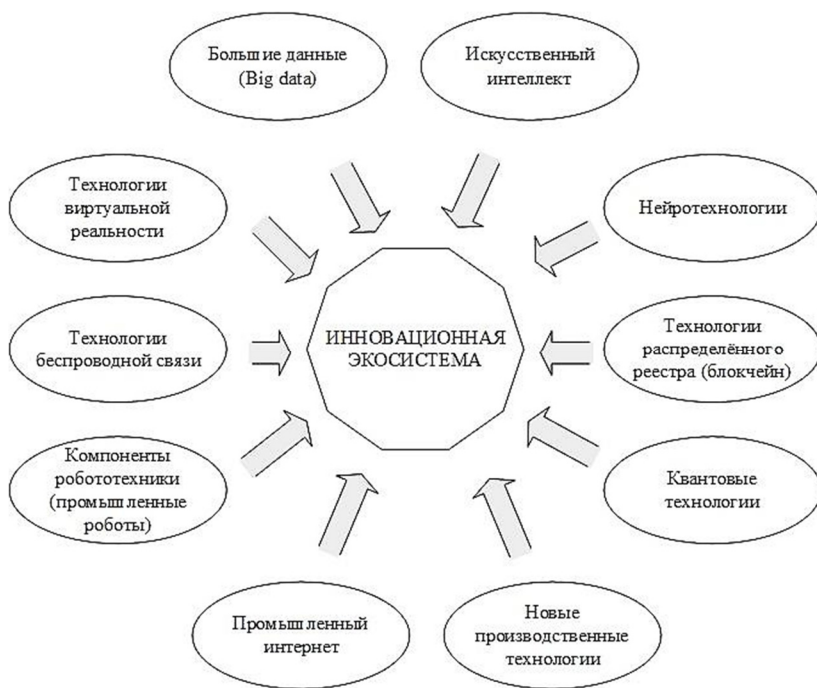 Большие данные
(Big data)
Искусственный
интеллект
Технологии
виртуальной
реальности
Нейротехнологии
Технологии
беспроводной связи
ИННОВАЦИОННАЯ
ЭКОСИСТЕМА
Технологии
распределённого
реестра (блокчейн)
Компоненты
робототехники
(промышленные
роботы)
Квантовые
технологии
Промышленный
интернет
Новые
производственные
технологии